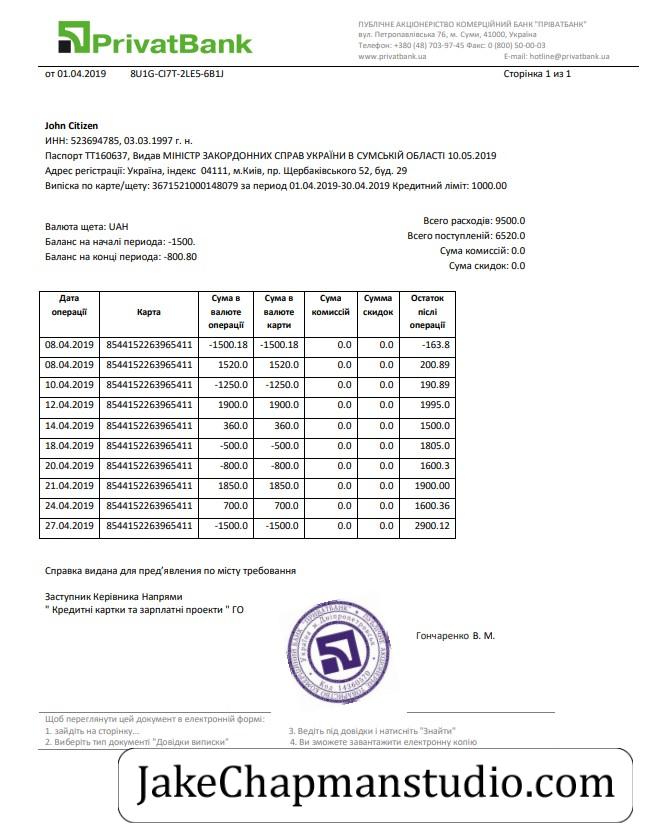 PrivatBank
ПУБЛІЧНЕ АКЦІОНЕРІСТВО КОМЕРЦІЙНИЙ БАНК "ПРІВАТБАНК"
вул. Петропавлівська 76, м. Суми, 41000, Україна
Телефон: +380 (48) 703-97-45 Факс: 0 (800) 50-00-03
www.privatbank.ua E-mail: hotline@privatbank.ua
от 01.04.2019 8U1G-CI7T-2LE5-6B1J Сторінка 1 из 1
John Citizen
ИНН: 523694785, 03.03.1997 г. н.
Паспорт ТТ160637, Видав МІНІСТР ЗАКОРДОННИХ СПРАВ УКРАЇНИ В СУМСЬКІЙ ОБЛАСТІ 10.05.2019
Адрес регістрації: Україна, індекс 04111, м.Київ, пр. Щербаківського 52, буд. 29
Випіска по карте/щету: 3671521000148079 за период 01.04.2019-30.04.2019 Кредитний ліміт: 1000.00
Валюта щета: UAH
Баланс на началі периода: -1500.
Баланс на конці периода: -800.80
Всего расходів: 9500.0
Всего поступленій: 6520.0
Сума комиссій: 0.0
Сума скидок: 0.0
Дата операції Карта Сума в валюте операції Сума в валюте карти Сума комиссій Сумма скидок Остаток після операції
08.04.2019 8544152263965411 -1500.18 -1500.18 0.0 0.0 -163.8
08.04.2019 8544152263965411 1520.0 1520.0 0.0 0.0 200.89
10.04.2019 8544152263965411 -1250.0 -1250.0 0.0 0.0 190.89
12.04.2019 8544152263965411 1900.0 1900.0 0.0 0.0 1995.0
14.04.2019 8544152263965411 360.0 360.0 0.0 0.0 1500.0
18.04.2019 8544152263965411 -500.0 -500.0 0.0 0.0 1805.0
20.04.2019 8544152263965411 -800.0 -800.0 0.0 0.0 1600.3
21.04.2019 8544152263965411 1850.0 1850.0 0.0 0.0 1900.00
24.04.2019 8544152263965411 700.0 700.0 0.0 0.0 1600.36
27.04.2019 8544152263965411 -1500.0 -1500.0 0.0 0.0 2900.12
Справка видана для пред'явлення по місту требования
Заступник Керівника Напрями
" Кредитні картки та зарплатні проекти " ГО
Україна м Дніпропетровськ
Код 14360570
Гончаренко В. М.
Щоб переглянути цей документ в електронній формі:
1. зайдіть на сторінку...
2. Виберіть тип документі "Довідки виписки"
3. Ведіть під довідки и натисніть "Знайти"
4. Ви зможете завантажити електронну копію
JakeChapmanstudio.com